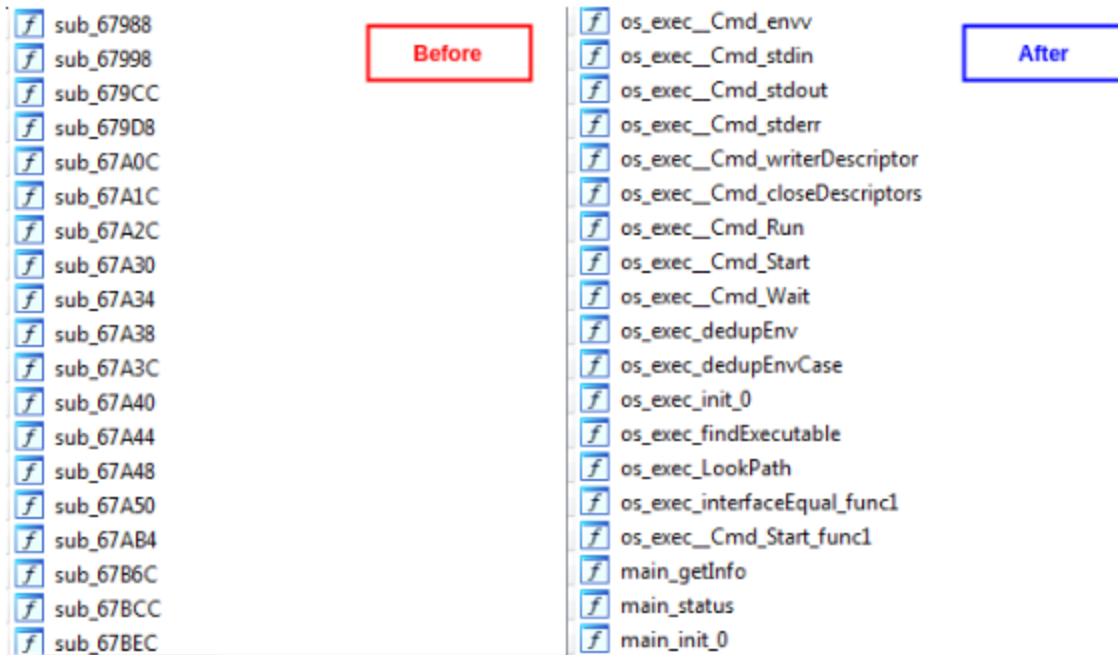 sub_67988
sub_67998
sub_679CC
sub_679D8
sub_67A0C
sub_67A1C
sub_67A2C
sub_67A30
sub_67A34
sub_67A38
sub_67A3C
sub_67A40
sub_67A44
sub_67A48
sub_67A50
sub_67AB4
sub_67B6C
sub_67BCC
sub_67BEC
Before
os_exec__Cmd_envv
os_exec__Cmd_stdin
os_exec__Cmd_stdout
os_exec__Cmd_stderr
os_exec__Cmd_writerDescriptor
os_exec__Cmd_closeDescriptors
os_exec__Cmd_Run
os_exec__Cmd_Start
os_exec__Cmd_Wait
os_exec_dedupEnv
os_exec_dedupEnvCase
os_exec_init_0
os_exec_findExecutable
os_exec_LookPath
os_exec_interfaceEqual_func1
os_exec__Cmd_Start_func1
main_getInfo
main_status
main_init_0
After